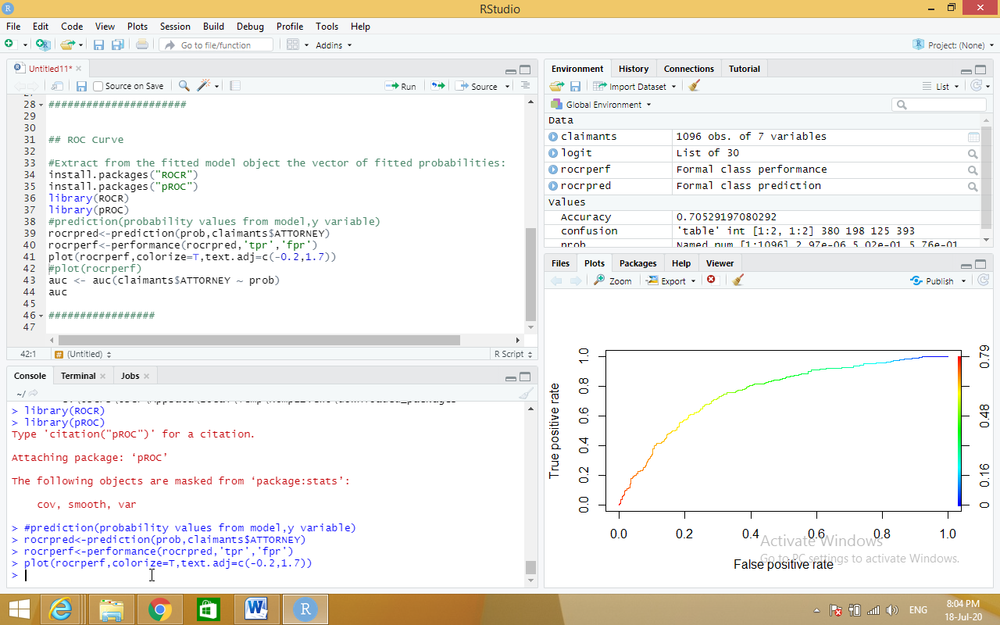 RStudio
File Edit Code View Plots Session Build Debug Profile Tools Help
Go to file/function Addins Project: (None)
Untitled11*
Source on Save Run Source
28 ######################
29
30
31 ## ROC Curve
32
33 #Extract from the fitted model object the vector of fitted probabilities:
34 install.packages("ROCR")
35 install.packages("pROC")
36 library(ROCR)
37 library(pROC)
38 #prediction(probability values from model,y variable)
39 rocrpred<-prediction(prob,claimants$ATTORNEY)
40 rocrperf<-performance(rocrpred,'tpr','fpr')
41 plot(rocrperf,colorize=T,text.adj=c(-0.2,1.7))
42 #plot(rocrperf)
43 auc <- auc(claimants$ATTORNEY ~ prob)
44 auc
45
46 #################
47
42:1 # (Untitled) R Script
Console Terminal Jobs
~/
> library(ROCR)
> library(pROC)
Type 'citation("pROC")' for a citation.
Attaching package: ‘pROC’
The following objects are masked from ‘package:stats’:
cov, smooth, var
> #prediction(probability values from model,y variable)
> rocrpred<-prediction(prob,claimants$ATTORNEY)
> rocrperf<-performance(rocrpred,'tpr','fpr')
> plot(rocrperf,colorize=T,text.adj=c(-0.2,1.7))
>
Environment History Connections Tutorial
Import Dataset List
Global Environment
Data
claimants 1096 obs. of 7 variables
logit List of 30
rocrperf Formal class performance
rocrpred Formal class prediction
Values
Accuracy 0.70529197080292
confusion 'table' int [1:2, 1:2] 380 198 125 393
prob Named num [1:1096] 2.97e-06 5.02e-01 5.76e-01
Files Plots Packages Help Viewer
Zoom Export Publish
True positive rate
1.0
0.8
0.6
0.4
0.2
0.0
0.79
0.48
0.16
0
0.0 0.2 0.4 0.6 0.8 1.0
False positive rate
Activate Windows
Go to PC settings to activate Windows.
ENG
8:04 PM
18-Jul-20